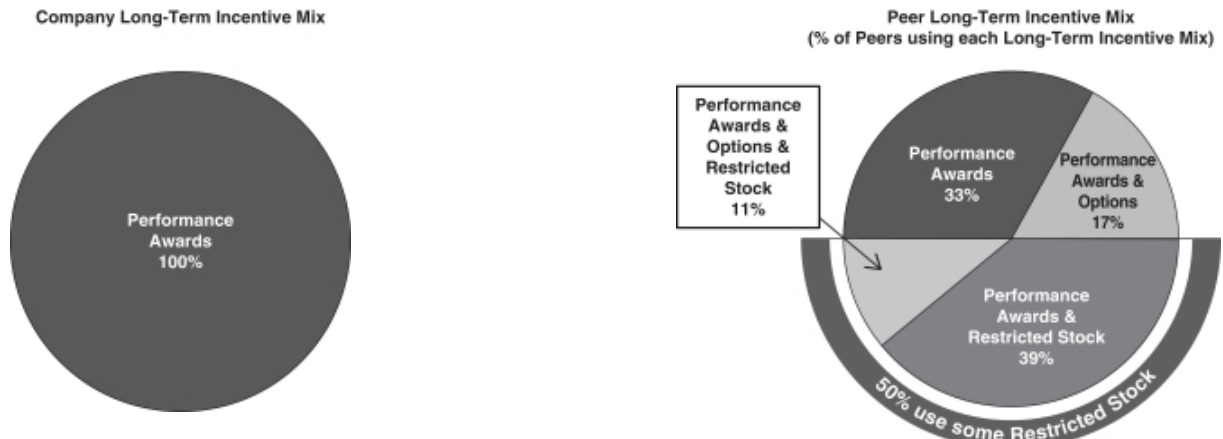 Company Long-Term Incentive Mix
Performance
Awards
100%
Peer Long-Term Incentive Mix
(% of Peers using each Long-Term Incentive Mix)
Performance
Awards &
Options &
Restricted
Stock
11%
Performance
Awards
33%
Performance
Awards &
Options
17%
Performance
Awards &
Restricted Stock
39%
50% use some Restricted Stock